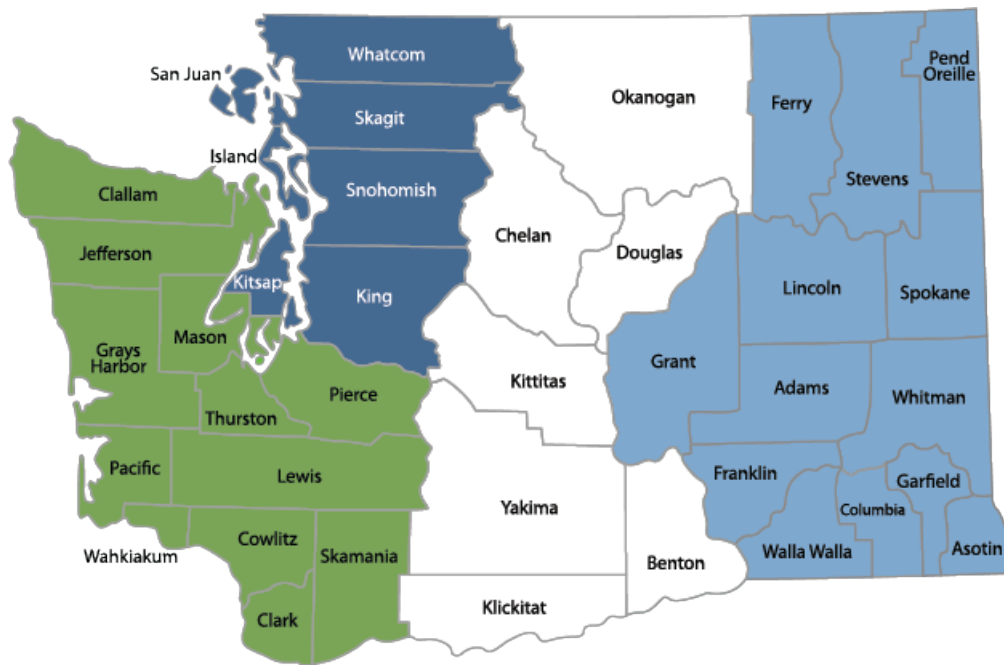 Whatcom
Pend
Oreille
San Juan
Okanogan
Ferry
Skagit
Island
Snohomish
Stevens
Clallam
Chelan
Jefferson
Douglas
Kitsap
King
Lincoln
Spokane
Mason
Grays
Harbor
Grant
Kittitas
Adams
Pierce
Whitman
Thurston
Pacific
Lewis
Franklin
Garfield
Yakima
Columbia
Cowlitz
Wahkiakum
Skamania
Walla Walla
Asotin
Benton
Klickitat
Clark